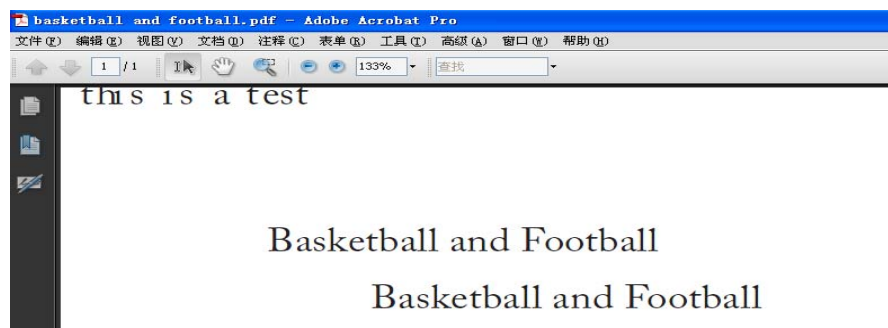 basketball and football.pdf - Adobe Acrobat Pro
文件(F) 编辑(E) 视图(V) 文档(D) 注释(C) 表单(R) 工具(T) 高级(A) 窗口(W) 帮助(H)
1 / 1 133% 查找
this is a test
Basketball and Football
Basketball and Football